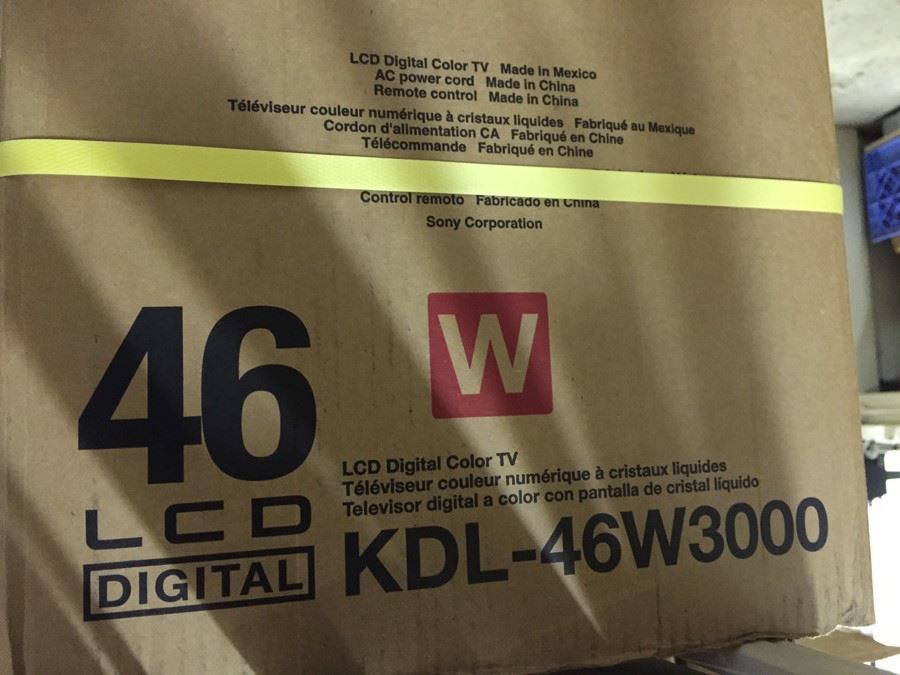 LCD Digital Color TV Made in Mexico
AC power cord Made in China
Remote control Made in China
Téléviseur couleur numérique à cristaux liquides Fabriqué au Mexique
Cordon d'alimentation CA Fabriqué en Chine
Télécommande Fabriqué en Chine
Control remoto Fabricado en China
Sony Corporation
46
W
LCD
DIGITAL
LCD Digital Color TV
Téléviseur couleur numérique à cristaux liquides
Televisor digital a color con pantalla de cristal líquido
KDL-46W3000